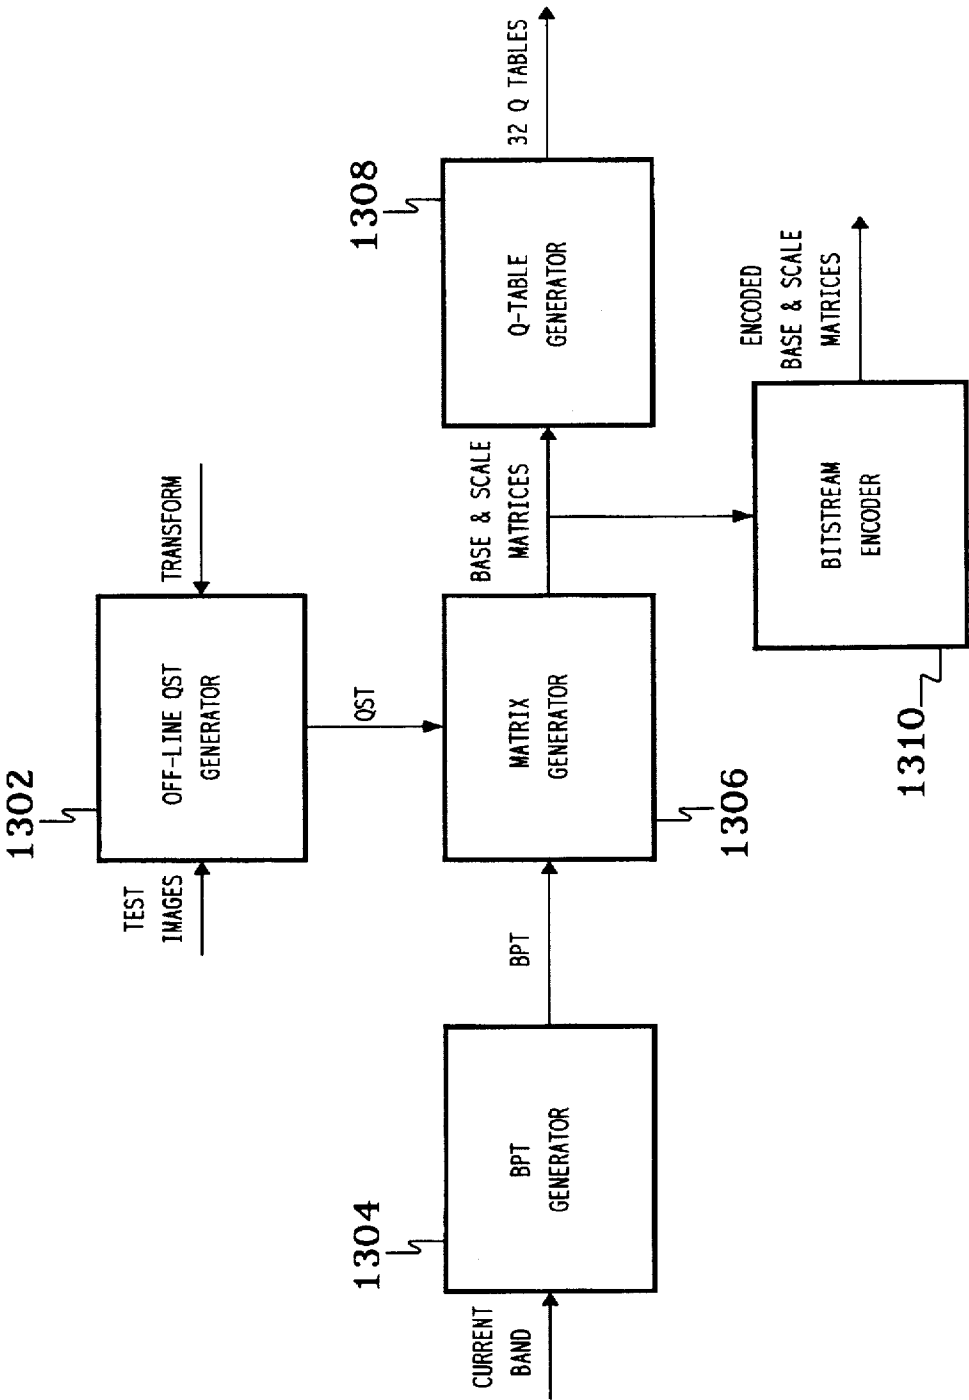 1302
TEST
IMAGES
OFF-LINE QST
GENERATOR
TRANSFORM
QST
1304
CURRENT
BAND
BPT
GENERATOR
BPT
MATRIX
GENERATOR
1306
BASE & SCALE
MATRICES
1308
Q-TABLE
GENERATOR
32 Q TABLES
1310
BITSTREAM
ENCODER
ENCODED
BASE & SCALE
MATRICES